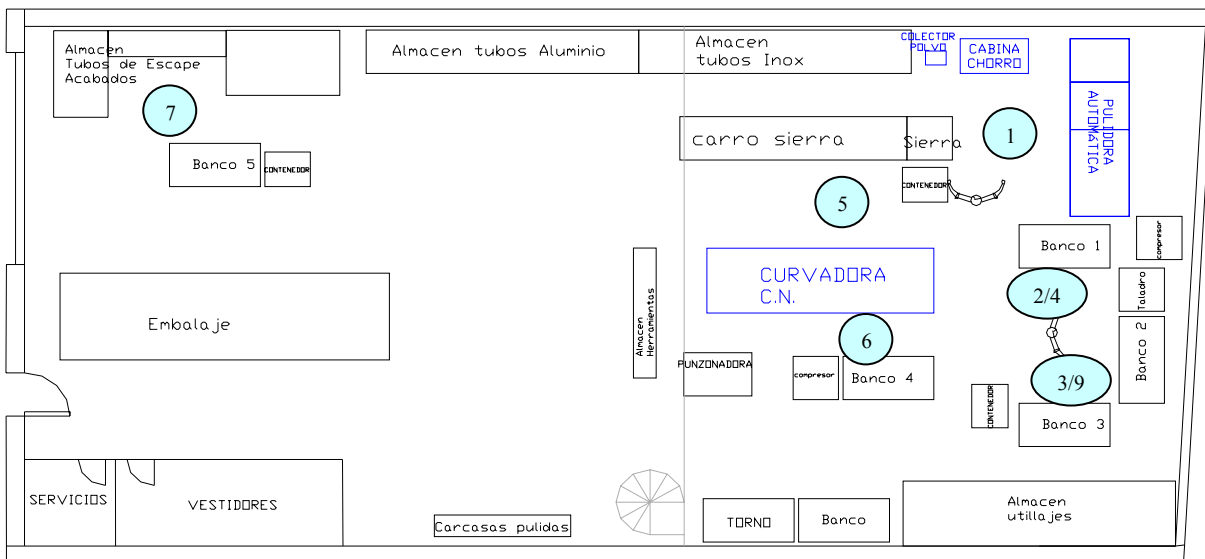 Almacen
Tubos de Escape
Acabados
Almacen tubos Aluminio
Almacen
tubos Inox
COLECTOR
POLVO
CABINA
CHORRO
PULIDORA
AUTOMÁTICA
7
1
carro sierra
Sierra
Banco 5
CONTENEDOR
CONTENEDOR
5
Banco 1
compresor
CURVADORA
C.N.
2/4
Taladro
Embalaje
Almacen
Herramientas
6
Banco 2
PUNZONADORA
compresor
Banco 4
3/9
CONTENEDOR
Banco 3
SERVICIOS
VESTIDORES
Carcasas pulidas
TORNO
Banco
Almacen
utillajes